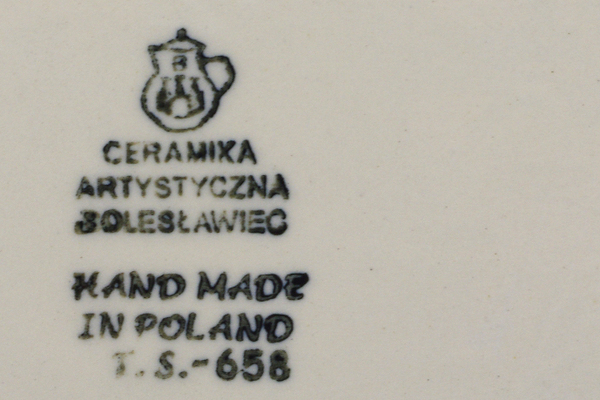 CERAMIKA
ARTYSTYCZNA
BOLESŁAWIEC
HAND MADE
IN POLAND
T.S.-658